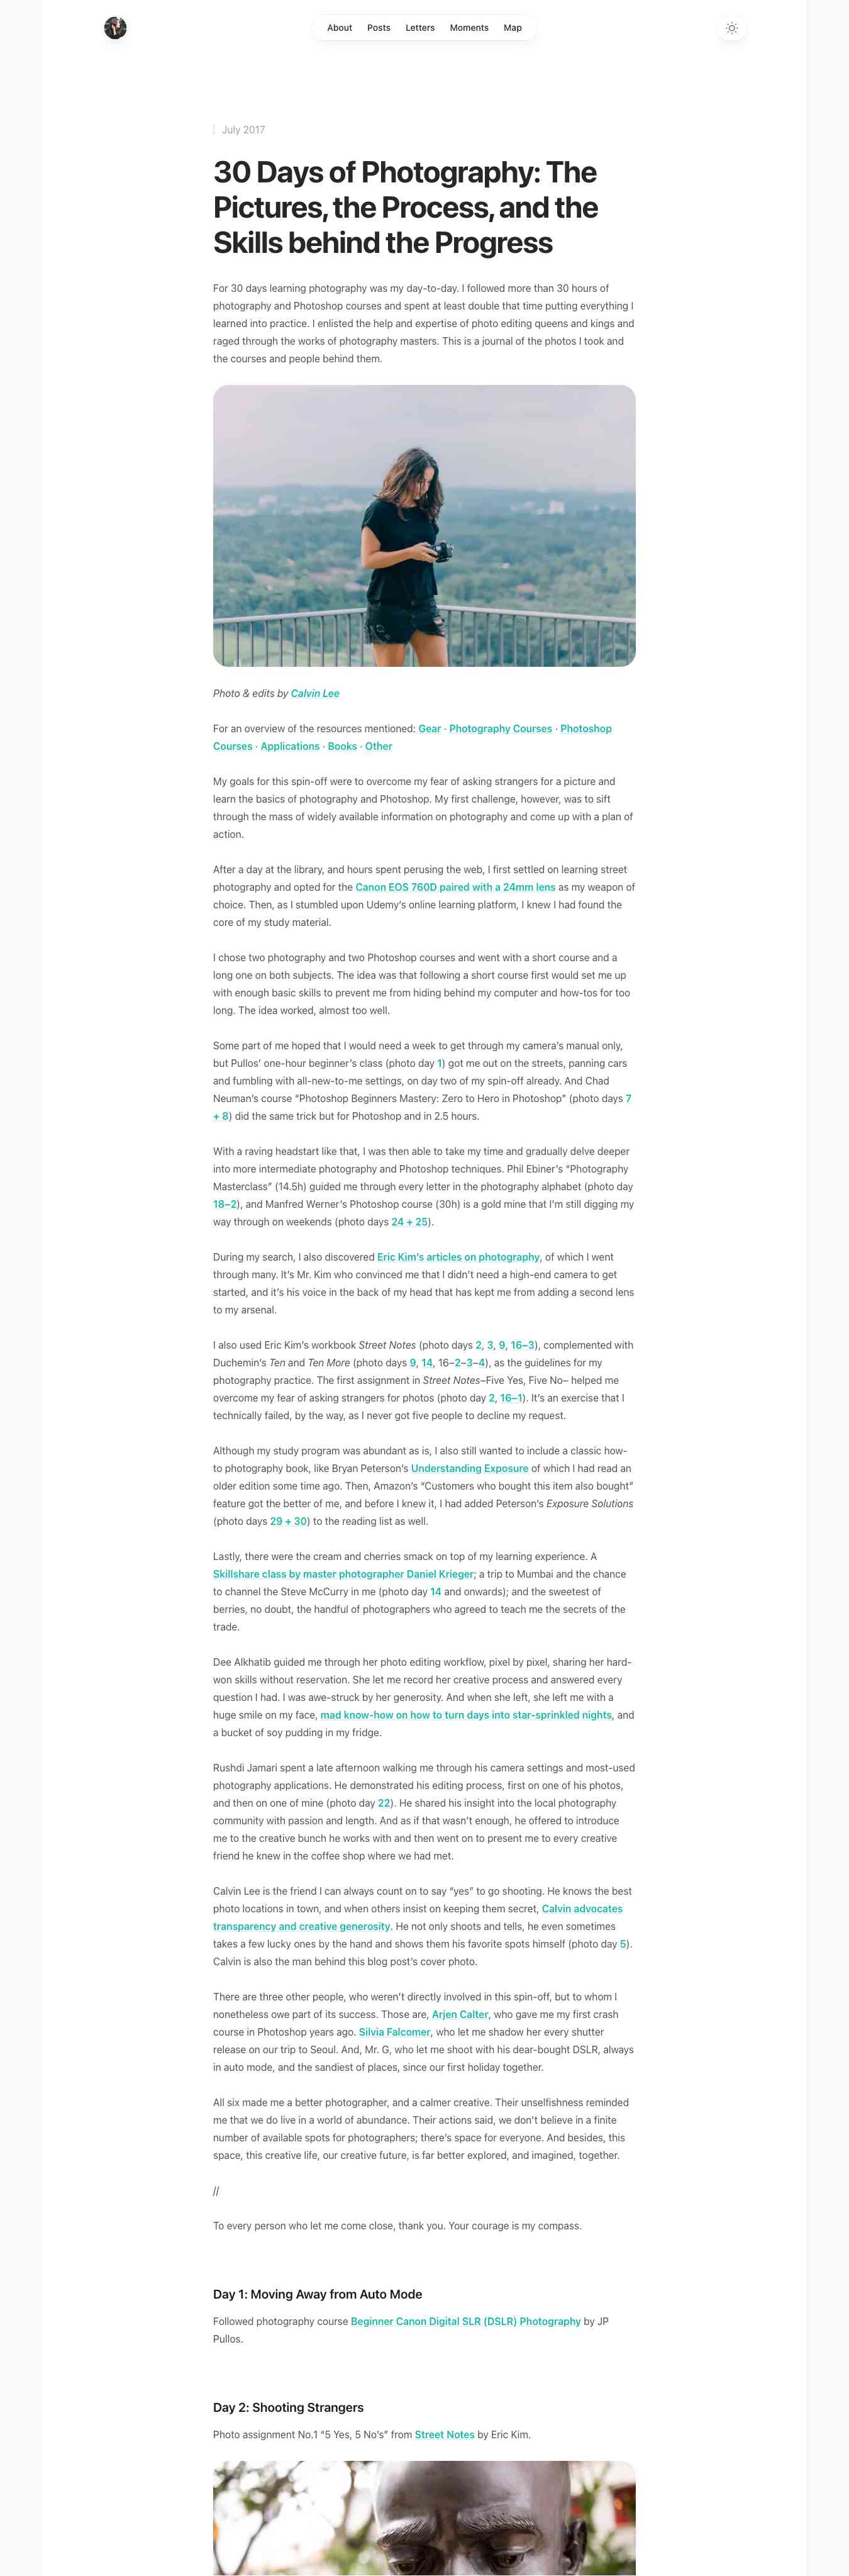 About Posts Letters Moments Map
July 2017
30 Days of Photography: The
Pictures, the Process, and the
Skills behind the Progress
For 30 days learning photography was my day-to-day. I followed more than 30 hours of
photography and Photoshop courses and spent at least double that time putting everything I
learned into practice. I enlisted the help and expertise of photo editing queens and kings and
raged through the works of photography masters. This is a journal of the photos I took and
the courses and people behind them.
Photo & edits by Calvin Lee
For an overview of the resources mentioned: Gear · Photography Courses · Photoshop
Courses · Applications · Books · Other
My goals for this spin-off were to overcome my fear of asking strangers for a picture and
learn the basics of photography and Photoshop. My first challenge, however, was to sift
through the mass of widely available information on photography and come up with a plan of
action.
After a day at the library, and hours spent perusing the web, I first settled on learning street
photography and opted for the Canon EOS 760D paired with a 24mm lens as my weapon of
choice. Then, as I stumbled upon Udemy's online learning platform, I knew I had found the
core of my study material.
I chose two photography and two Photoshop courses and went with a short course and a
long one on both subjects. The idea was that following a short course first would set me up
with enough basic skills to prevent me from hiding behind my computer and how-tos for too
long. The idea worked, almost too well.
Some part of me hoped that I would need a week to get through my camera's manual only,
but Pullos' one-hour beginner's class (photo day 1) got me out on the streets, panning cars
and fumbling with all-new-to-me settings, on day two of my spin-off already. And Chad
Neuman's course “Photoshop Beginners Mastery: Zero to Hero in Photoshop” (photo days 7
+ 8) did the same trick but for Photoshop and in 2.5 hours.
With a raving headstart like that, I was then able to take my time and gradually delve deeper
into more intermediate photography and Photoshop techniques. Phil Ebiner's “Photography
Masterclass” (14.5h) guided me through every letter in the photography alphabet (photo day
18–2), and Manfred Werner's Photoshop course (30h) is a gold mine that I'm still digging my
way through on weekends (photo days 24 + 25).
During my search, I also discovered Eric Kim's articles on photography, of which I went
through many. It's Mr. Kim who convinced me that I didn't need a high-end camera to get
started, and it's his voice in the back of my head that has kept me from adding a second lens
to my arsenal.
I also used Eric Kim's workbook Street Notes (photo days 2, 3, 9, 16–3), complemented with
Duchemin's Ten and Ten More (photo days 9, 14, 16–2–3–4), as the guidelines for my
photography practice. The first assignment in Street Notes–Five Yes, Five No– helped me
overcome my fear of asking strangers for photos (photo day 2, 16–1). It's an exercise that I
technically failed, by the way, as I never got five people to decline my request.
Although my study program was abundant as is, I also still wanted to include a classic how-
to photography book, like Bryan Peterson's Understanding Exposure of which I had read an
older edition some time ago. Then, Amazon's “Customers who bought this item also bought”
feature got the better of me, and before I knew it, I had added Peterson's Exposure Solutions
(photo days 29 + 30) to the reading list as well.
Lastly, there were the cream and cherries smack on top of my learning experience. A
Skillshare class by master photographer Daniel Krieger; a trip to Mumbai and the chance
to channel the Steve McCurry in me (photo day 14 and onwards); and the sweetest of
berries, no doubt, the handful of photographers who agreed to teach me the secrets of the
trade.
Dee Alkhatib guided me through her photo editing workflow, pixel by pixel, sharing her hard-
won skills without reservation. She let me record her creative process and answered every
question I had. I was awe-struck by her generosity. And when she left, she left me with a
huge smile on my face, mad know-how on how to turn days into star-sprinkled nights, and
a bucket of soy pudding in my fridge.
Rushdi Jamari spent a late afternoon walking me through his camera settings and most-used
photography applications. He demonstrated his editing process, first on one of his photos,
and then on one of mine (photo day 22). He shared his insight into the local photography
community with passion and length. And as if that wasn't enough, he offered to introduce
me to the creative bunch he works with and then went on to present me to every creative
friend he knew in the coffee shop where we had met.
Calvin Lee is the friend I can always count on to say “yes” to go shooting. He knows the best
photo locations in town, and when others insist on keeping them secret, Calvin advocates
transparency and creative generosity. He not only shoots and tells, he even sometimes
takes a few lucky ones by the hand and shows them his favorite spots himself (photo day 5).
Calvin is also the man behind this blog post's cover photo.
There are three other people, who weren't directly involved in this spin-off, but to whom I
nonetheless owe part of its success. Those are, Arjen Calter, who gave me my first crash
course in Photoshop years ago. Silvia Falcomer, who let me shadow her every shutter
release on our trip to Seoul. And, Mr. G, who let me shoot with his dear-bought DSLR, always
in auto mode, and the sandiest of places, since our first holiday together.
All six made me a better photographer, and a calmer creative. Their unselfishness reminded
me that we do live in a world of abundance. Their actions said, we don't believe in a finite
number of available spots for photographers; there's space for everyone. And besides, this
space, this creative life, our creative future, is far better explored, and imagined, together.
//
To every person who let me come close, thank you. Your courage is my compass.
Day 1: Moving Away from Auto Mode
Followed photography course Beginner Canon Digital SLR (DSLR) Photography by JP
Pullos.
Day 2: Shooting Strangers
Photo assignment No.1 “5 Yes, 5 No's” from Street Notes by Eric Kim.